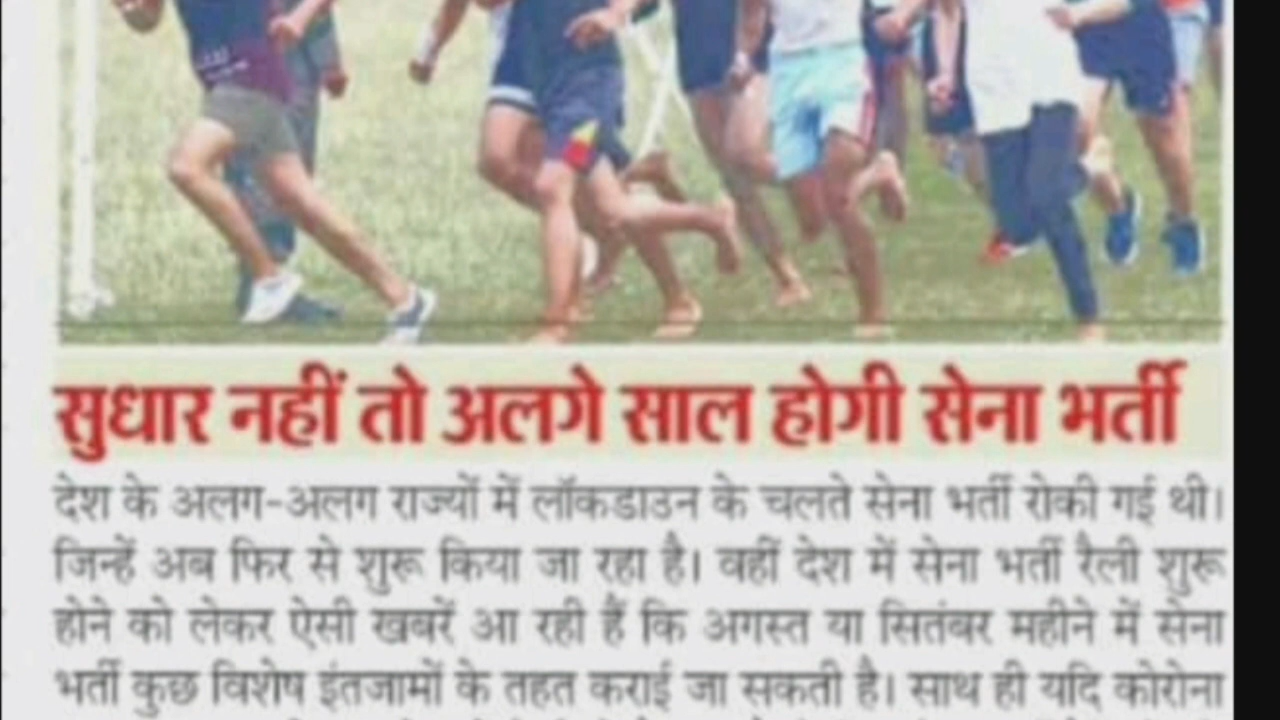 सुधार नहीं तो अलगे साल होगी सेना भर्ती
देश के अलग-अलग राज्यों में लॉकडाउन के चलते सेना भर्ती रोकी गई थी।
जिन्हें अब फिर से शुरू किया जा रहा है। वहीं देश में सेना भर्ती रैली शुरू
होने को लेकर ऐसी खबरें आ रही हैं कि अगस्त या सितंबर महीने में सेना
भर्ती कुछ विशेष इंतजामों के तहत कराई जा सकती है। साथ ही यदि कोरोना